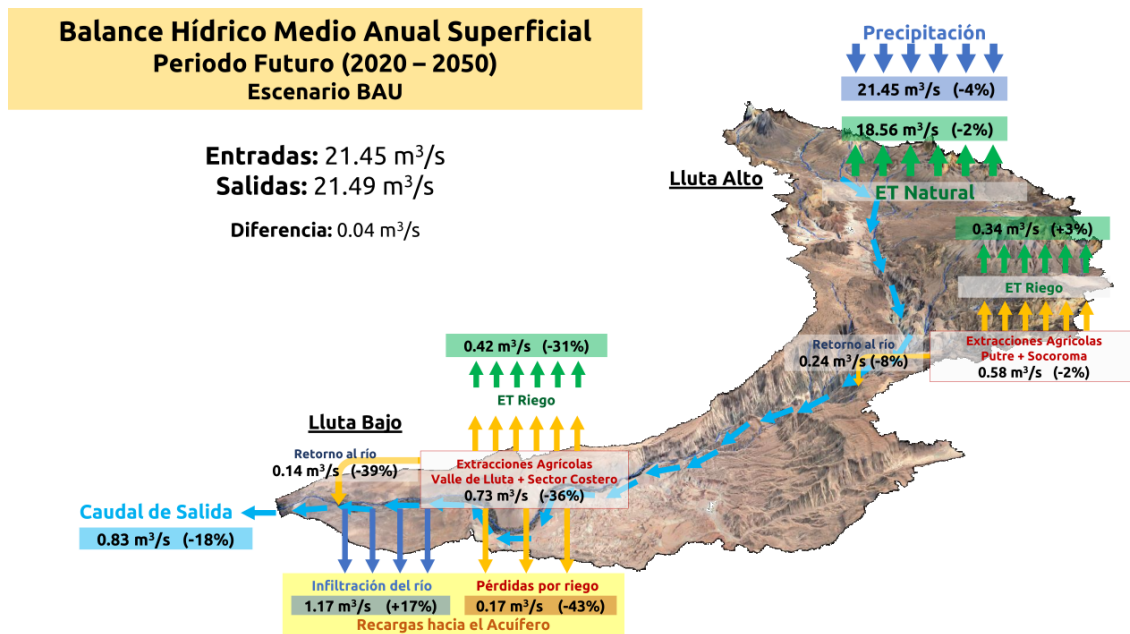 Balance Hídrico Medio Anual Superficial
Periodo Futuro (2020 – 2050)
Escenario BAU
Entradas: 21.45 m³/s
Salidas: 21.49 m³/s
Diferencia: 0.04 m³/s
Precipitación
21.45 m³/s (-4%)
18.56 m³/s (-2%)
ET Natural
Lluta Alto
0.34 m³/s (+3%)
ET Riego
Extracciones Agrícolas
Putre + Socoroma
0.58 m³/s (-2%)
Retorno al río
0.24 m³/s (-8%)
0.42 m³/s (-31%)
ET Riego
Lluta Bajo
Retorno al río
0.14 m³/s (-39%)
Extracciones Agrícolas
Valle de Lluta + Sector Costero
0.73 m³/s (-36%)
Caudal de Salida
0.83 m³/s (-18%)
Infiltración del río
1.17 m³/s (+17%)
Pérdidas por riego
0.17 m³/s (-43%)
Recargas hacia el Acuífero